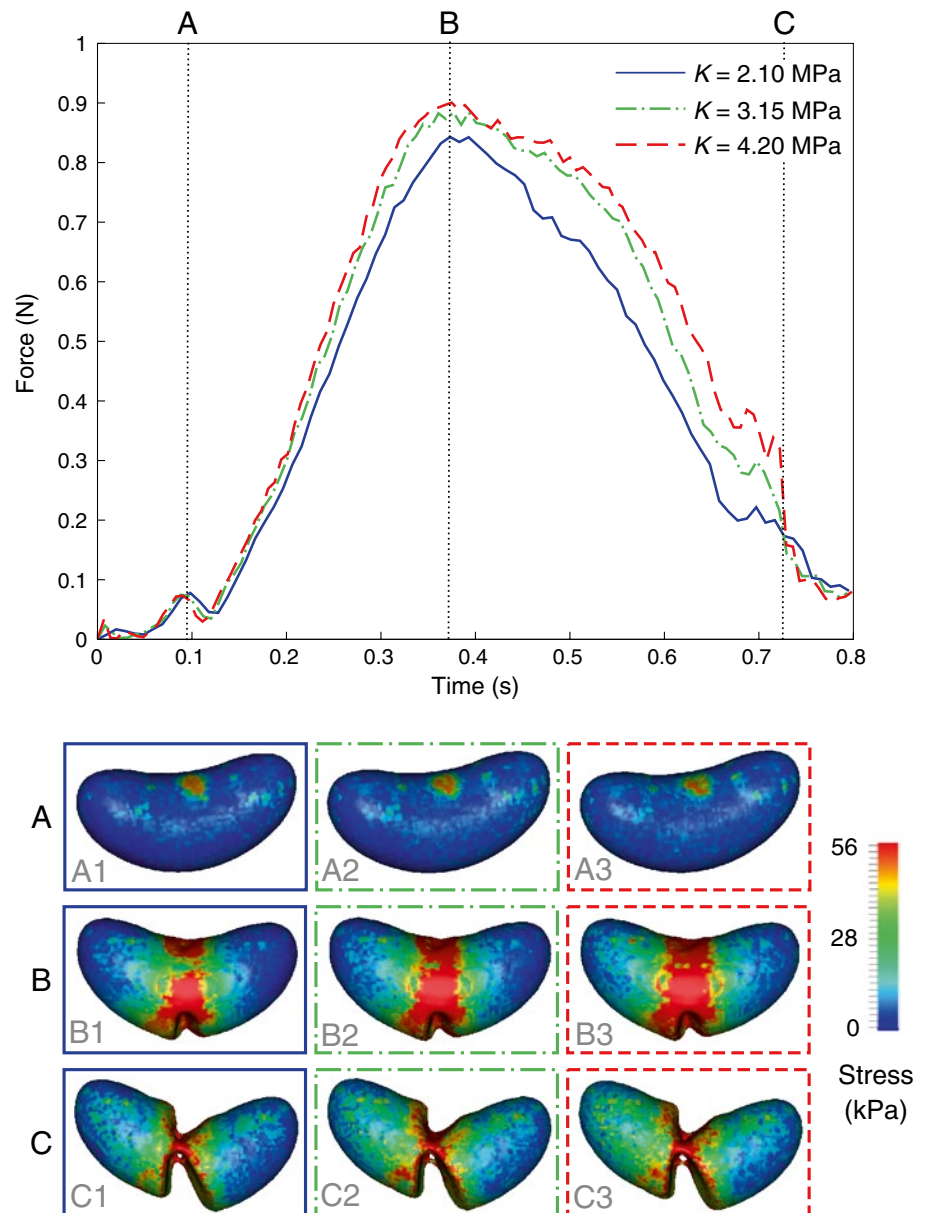 A B C
1
0.9
0.8
0.7
0.6
0.5
0.4
0.3
0.2
0.1
0
Force (N)
K = 2.10 MPa
K = 3.15 MPa
K = 4.20 MPa
0 0.1 0.2 0.3 0.4 0.5 0.6 0.7 0.8
Time (s)
A
A1 A2 A3
B
B1 B2 B3
C
C1 C2 C3
56
28
0
Stress
(kPa)